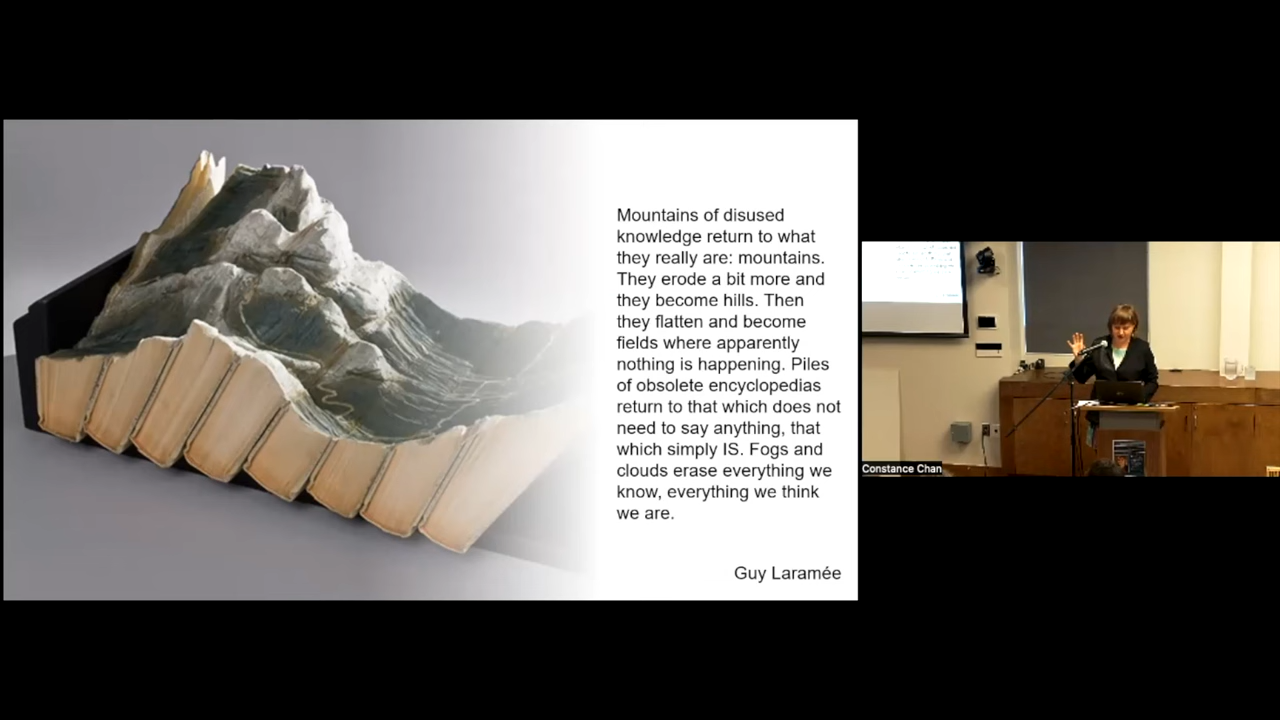 Mountains of disused
knowledge return to what
they really are: mountains.
They erode a bit more and
they become hills. Then
they flatten and become
fields where apparently
nothing is happening. Piles
of obsolete encyclopedias
return to that which does not
need to say anything, that
which simply IS. Fogs and
clouds erase everything we
know, everything we think
we are.
Guy Laramée
Constance Chan